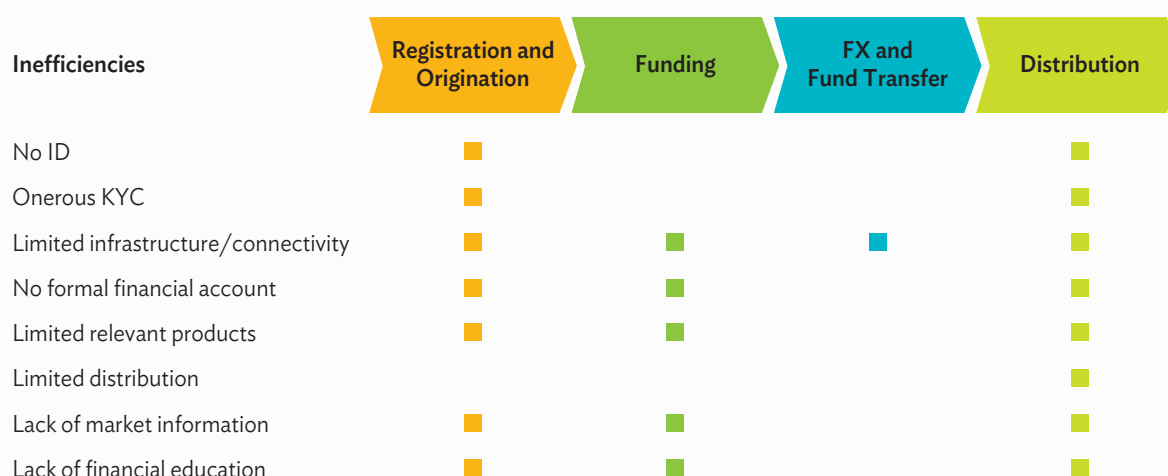 Inefficiencies
Registration and
Origination
Funding
FX and
Fund Transfer
Distribution
No ID
Onerous KYC
Limited infrastructure/connectivity
No formal financial account
Limited relevant products
Limited distribution
Lack of market information
Lack of financial education